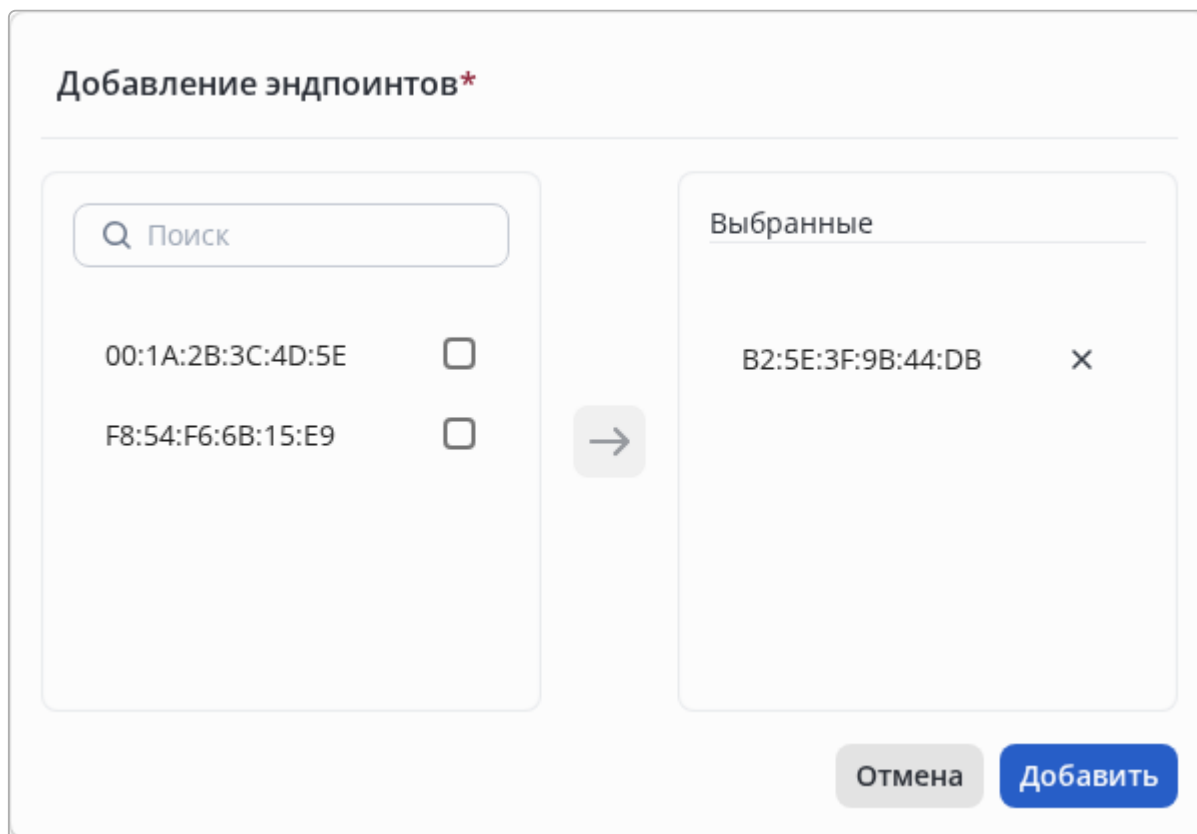 Добавление эндпоинтов*
Поиск
00:1A:2B:3C:4D:5E
F8:54:F6:6B:15:E9
Выбранные
B2:5E:3F:9B:44:DB
Отмена
Добавить